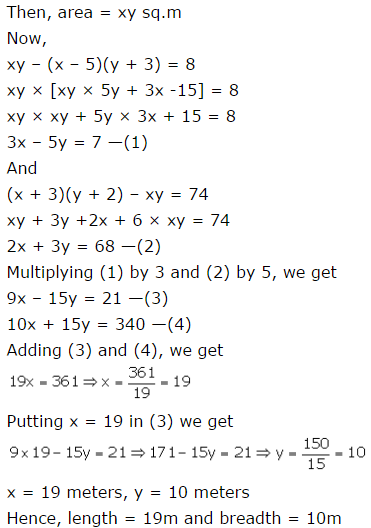 Then, area = xy sq.m
Now,
xy – (x – 5)(y + 3) = 8
xy × [xy × 5y + 3x -15] = 8
xy × xy + 5y × 3x + 15 = 8
3x – 5y = 7 —(1)
And
(x + 3)(y + 2) – xy = 74
xy + 3y +2x + 6 × xy = 74
2x + 3y = 68 —(2)
Multiplying (1) by 3 and (2) by 5, we get
9x – 15y = 21 —(3)
10x + 15y = 340 —(4)
Adding (3) and (4), we get
19x = 361 ⇒ x = 361/19 = 19
Putting x = 19 in (3) we get
9 x 19 – 15y = 21 ⇒ 171 – 15y = 21 ⇒ y = 150/15 = 10
x = 19 meters, y = 10 meters
Hence, length = 19m and breadth = 10m